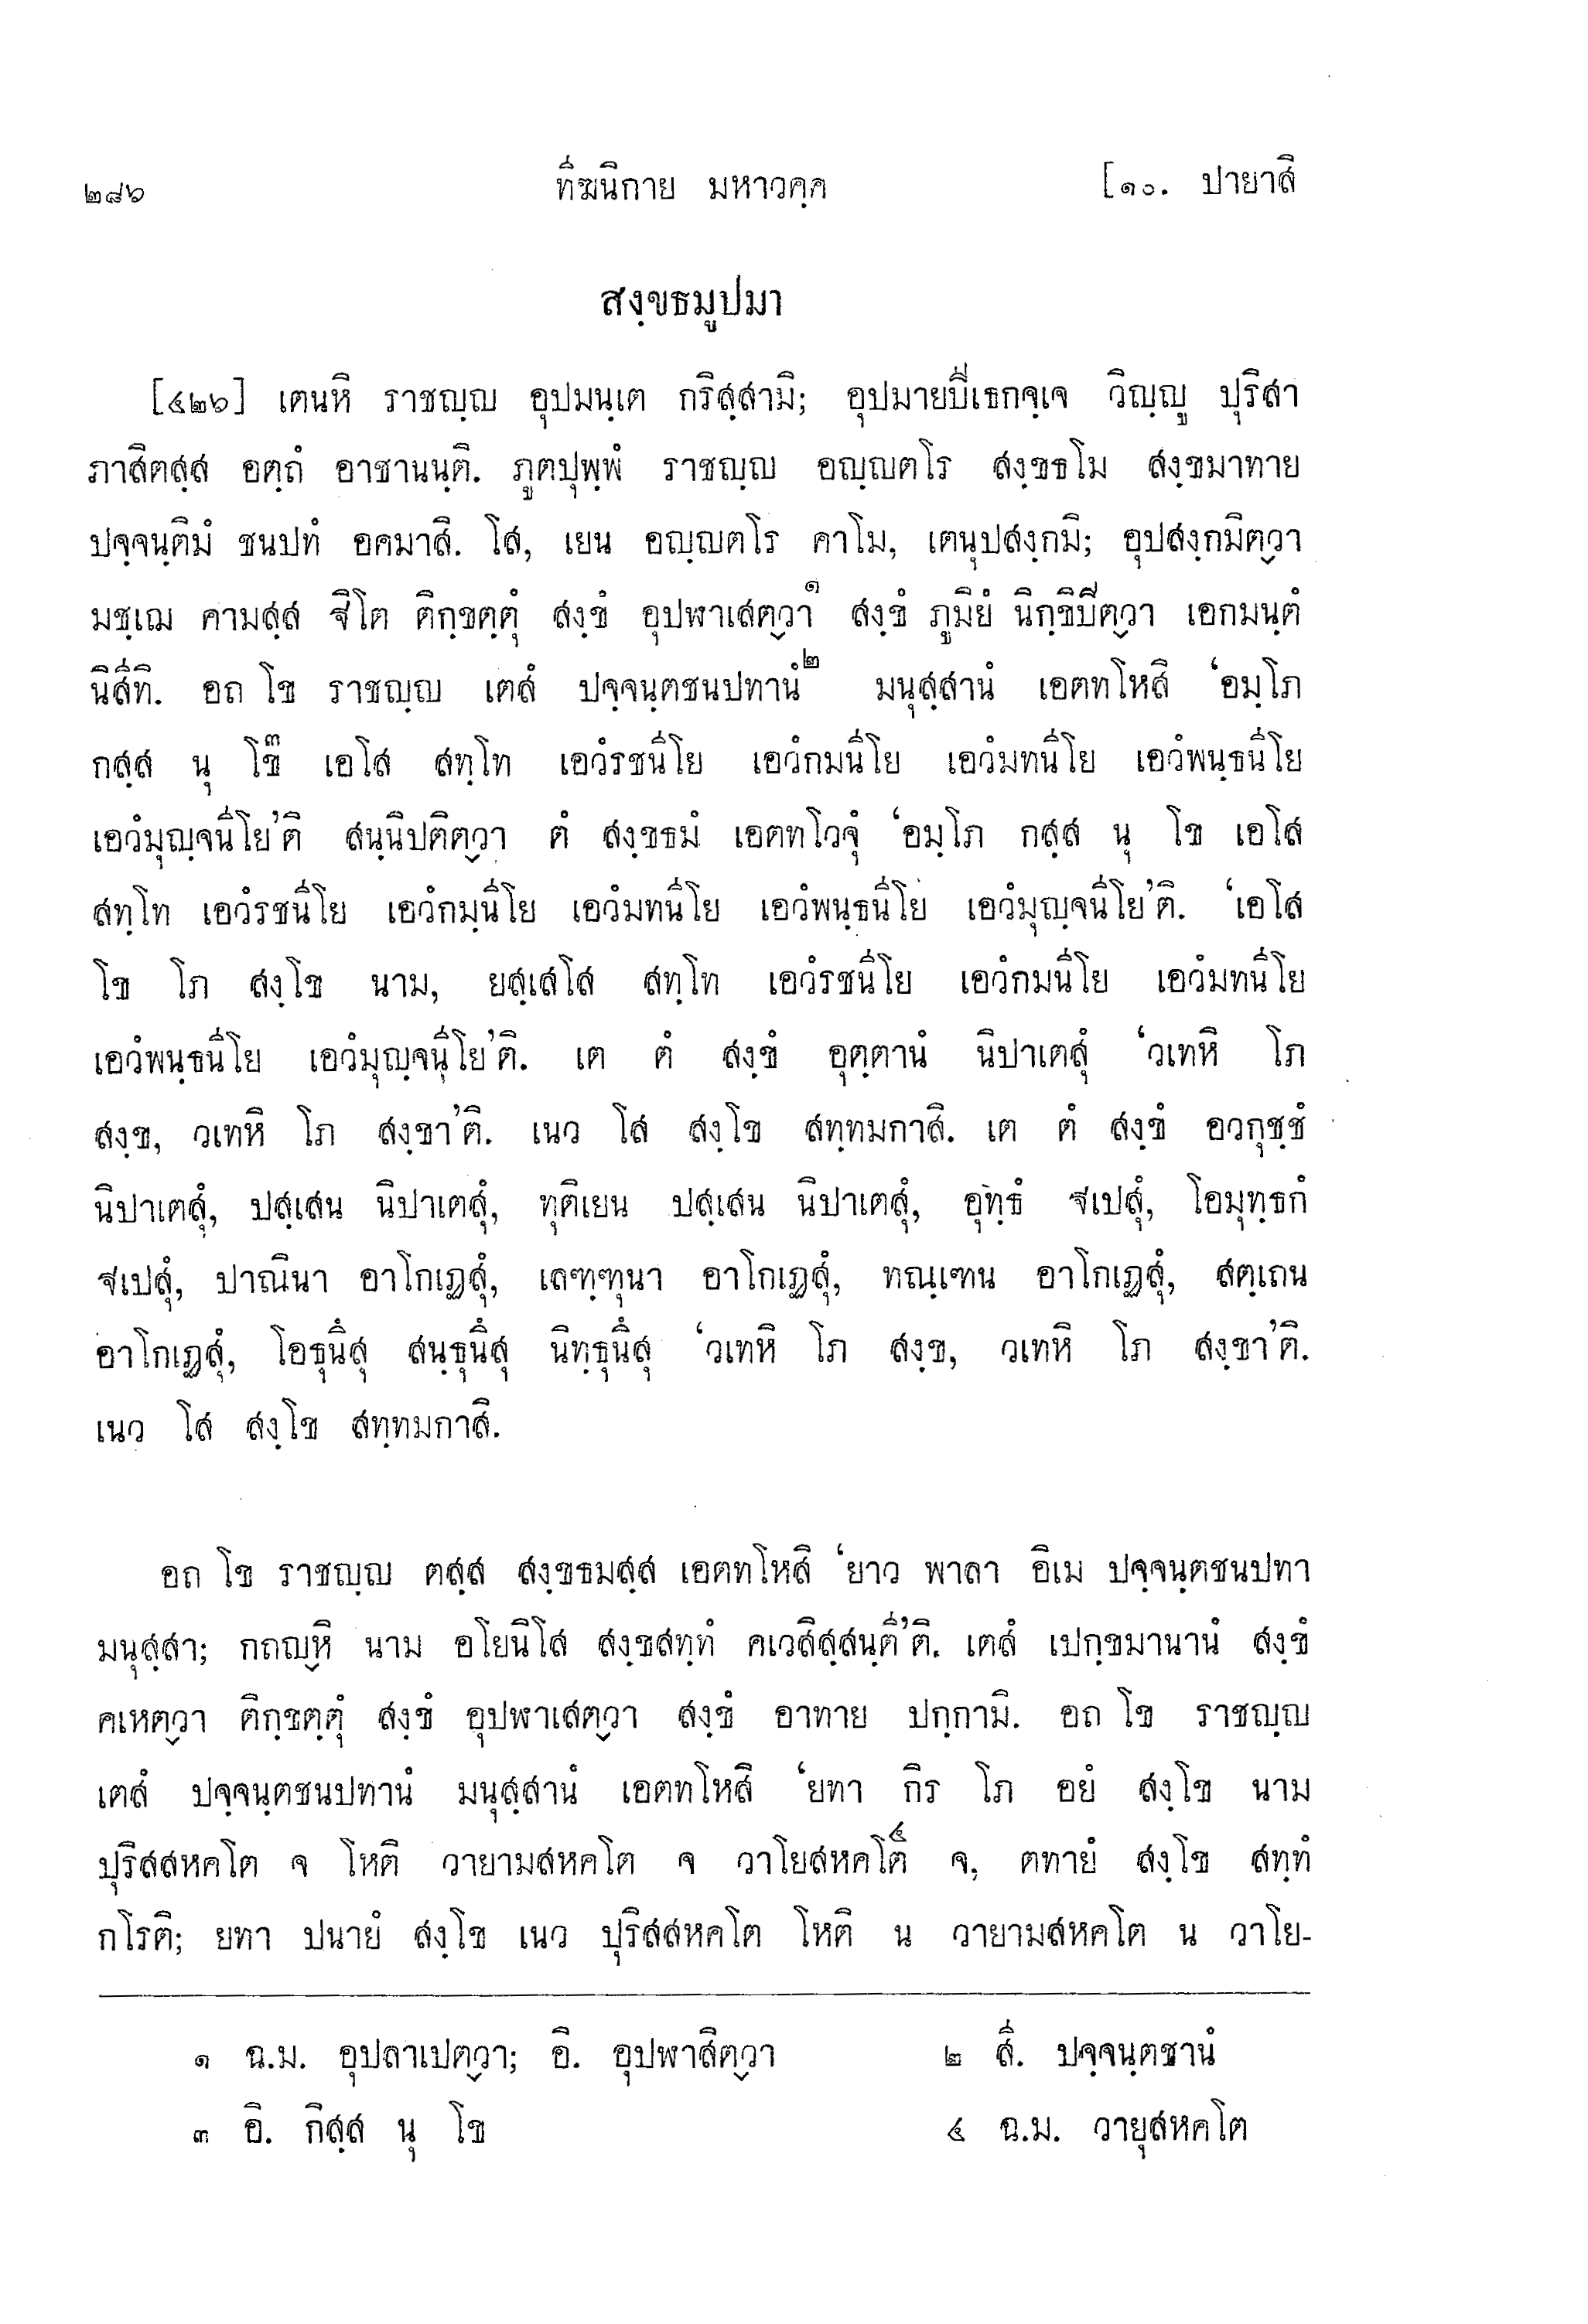 ๒๘๖ ทีฆนิกาย มหาวคฺค [๑๐. ปายาสิ
สงฺขธมูปมา
[๔๒๖] เตนหิ ราชญฺญ อุปมนฺเต กริสฺสามิ; อุปมายปิเธกจฺเจ วิญฺญู ปุริสา
ภาสิตสฺส อตฺถํ อาชานนฺติ. ภูตปุพฺพํ ราชญฺญ อญฺญตโร สงฺขธโม สงฺขมาทาย
ปจฺจนฺติมํ ชนปทํ อคมาสิ. โส, เยน อญฺญตโร คาโม, เตนุปสงฺกมิ; อุปสงฺกมิตฺวา
มชฺเฌ คามสฺส ฐิโต ติกฺขตฺตุํ สงฺขํ อุปฬาเสตฺวา๑ สงฺขํ ภูมิยํ นิกฺขิปิตฺวา เอกมนฺตํ
นิสีทิ. อถ โข ราชญฺญ เตสํ ปจฺจนฺตชนปทานํ๒ มนุสฺสานํ เอตทโหสิ ‘อมฺโภ
กสฺส นุ โข๓ เอโส สทฺโท เอวํรชนีโย เอวํกมนีโย เอวํมทนีโย เอวํพนฺธนีโย
เอวํมุญฺจนีโย’ติ สนฺนิปติตฺวา ตํ สงฺขธมํ เอตทโวจุํ ‘อมฺโภ กสฺส นุ โข เอโส
สทฺโท เอวํรชนีโย เอวํกมฺนีโย เอวํมทนีโย เอวํพนฺธนีโย เอวํมุญฺจนีโย’ติ. ‘เอโส
โข โภ สงฺโข นาม, ยสฺเสโส สทฺโท เอวํรชนีโย เอวํกมนีโย เอวํมทนีโย
เอวํพนฺธนีโย เอวํมุญฺจนีโย’ติ. เต ตํ สงฺขํ อุตฺตานํ นิปาเตสุํ ‘วเทหิ โภ
สงฺข, วเทหิ โภ สงฺขา’ติ. เนว โส สงฺโข สทฺทมกาสิ. เต ตํ สงฺขํ อวกุชฺชํ
นิปาเตสุํ, ปสฺเสน นิปาเตสุํ, ทุติเยน ปสฺเสน นิปาเตสุํ, อุทฺธํ ฐเปสุํ, โอมุทฺธกํ
ฐเปสุํ, ปาณินา อาโกเฏสุํ, เลฑฺฑุนา อาโกเฏสุํ, ทณฺเฑน อาโกเฏสุํ, สตฺเถน
อาโกเฏสุํ, โอธุนึสุ สนฺธุนึสุ นิทฺธุนึสุ ‘วเทหิ โภ สงฺข, วเทหิ โภ สงฺขา’ติ.
เนว โส สงฺโข สทฺทมกาสิ.
อถ โข ราชญฺญ ตสฺส สงฺขธมสฺส เอตทโหสิ ‘ยาว พาลา อิเม ปจฺจนฺตชนปทา
มนุสฺสา; กถญฺหิ นาม อโยนิโส สงฺขสทฺทํ คเวสิสฺสนฺตี’ติ. เตสํ เปกฺขมานานํ สงฺขํ
คเหตฺวา ติกฺขตฺตุํ สงฺขํ อุปฬาเสตฺวา สงฺขํ อาทาย ปกฺกามิ. อถ โข ราชญฺญ
เตสํ ปจฺจนฺตชนปทานํ มนุสฺสานํ เอตทโหสิ ‘ยทา กิร โภ อยํ สงฺโข นาม
ปุริสสหคโต จ โหติ วายามสหคโต จ วาโยสหคโต๔ จ, ตทายํ สงฺโข สทฺทํ
กโรติ; ยทา ปนายํ สงฺโข เนว ปุริสสหคโต โหติ น วายามสหคโต น วาโย-
๑ ฉ.ม. อุปลาเปตฺวา; อิ. อุปฬาสิตฺวา ๒ สี. ปจฺจนฺตชานํ
๓ อิ. กิสฺส นุ โข ๔ ฉ.ม. วายุสหคโต